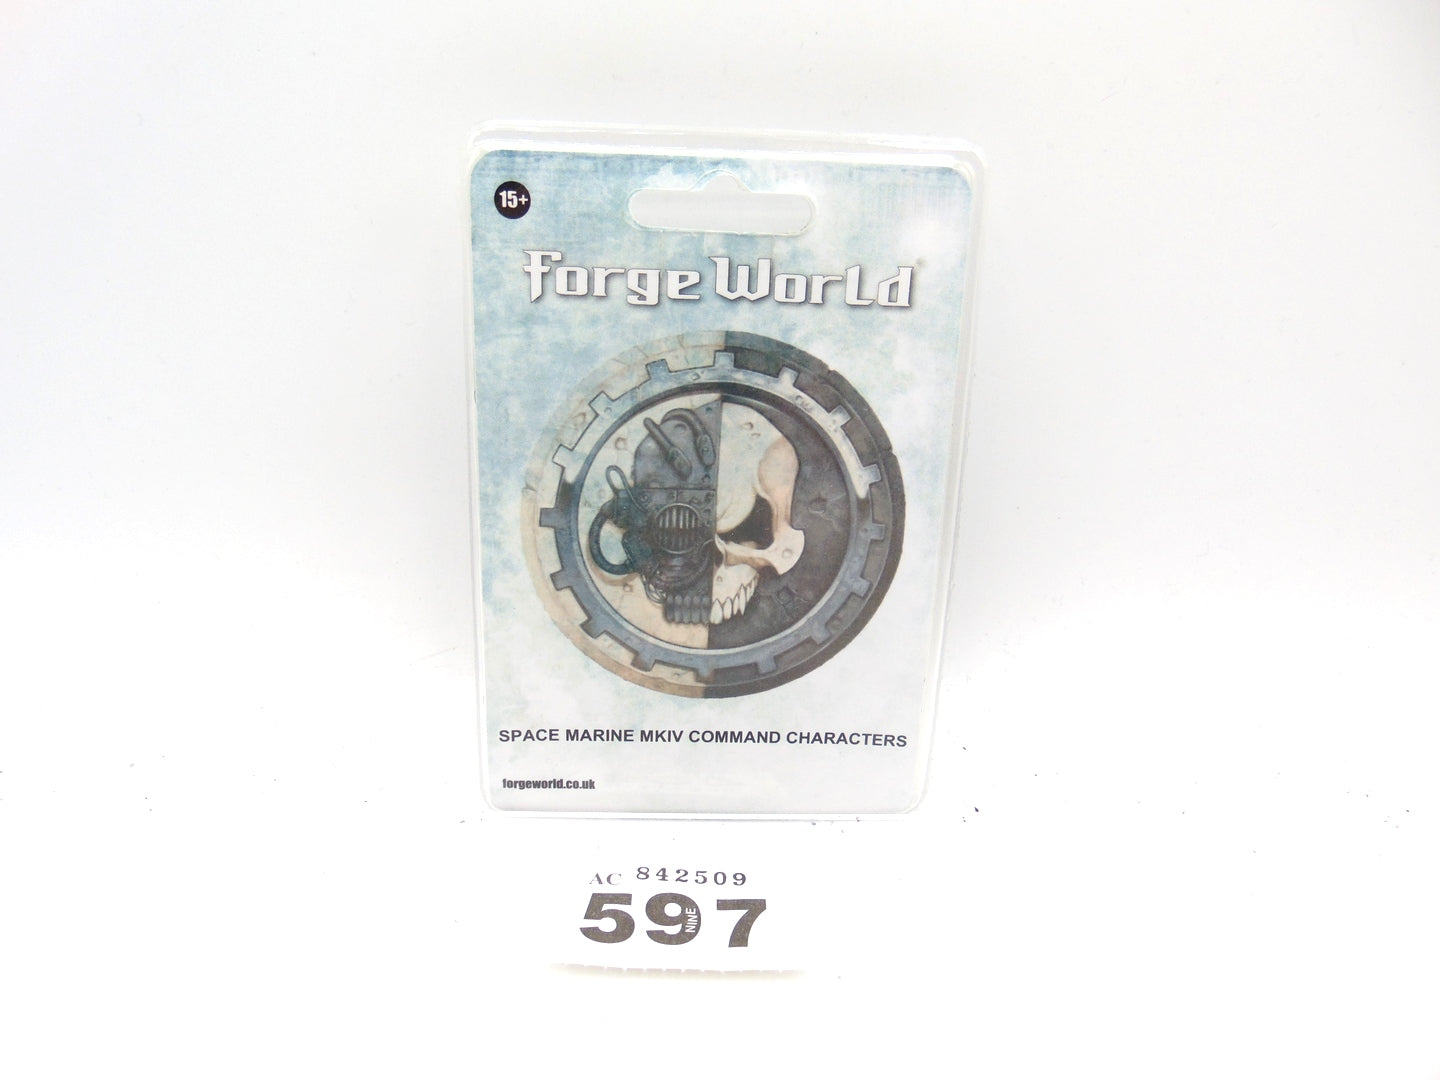 15+
Forge World
SPACE MARINE MKIV COMMAND CHARACTERS
forgeworld.co.uk
AC 842509
597
NINE